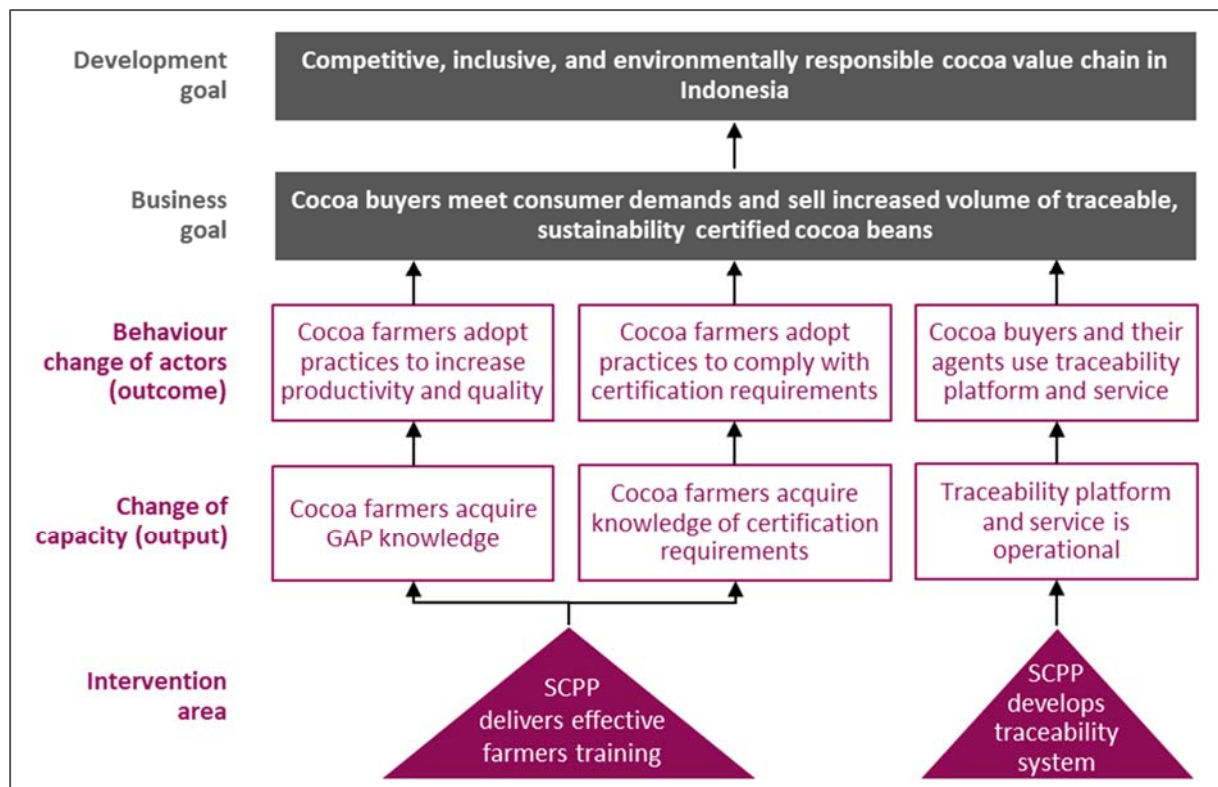 Development
goal
Competitive, inclusive, and environmentally responsible cocoa value chain in
Indonesia
Business
goal
Cocoa buyers meet consumer demands and sell increased volume of traceable,
sustainability certified cocoa beans
Behaviour
change of actors
(outcome)
Cocoa farmers adopt
practices to increase
productivity and quality
Cocoa farmers adopt
practices to comply with
certification requirements
Cocoa buyers and their
agents use traceability
platform and service
Change of
capacity (output)
Cocoa farmers acquire
GAP knowledge
Cocoa farmers acquire
knowledge of certification
requirements
Traceability platform
and service is
operational
Intervention
area
SCPP
delivers effective
farmers training
SCPP
develops
traceability
system